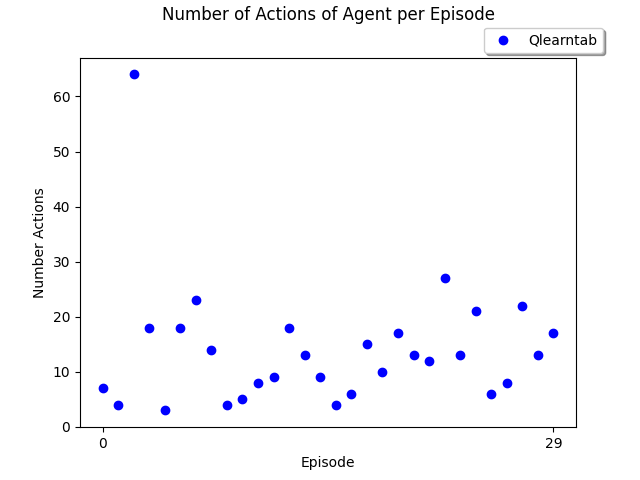 Number of Actions of Agent per Episode
Qlearntab
60
50
40
30
20
10
0
Number Actions
0 29
Episode